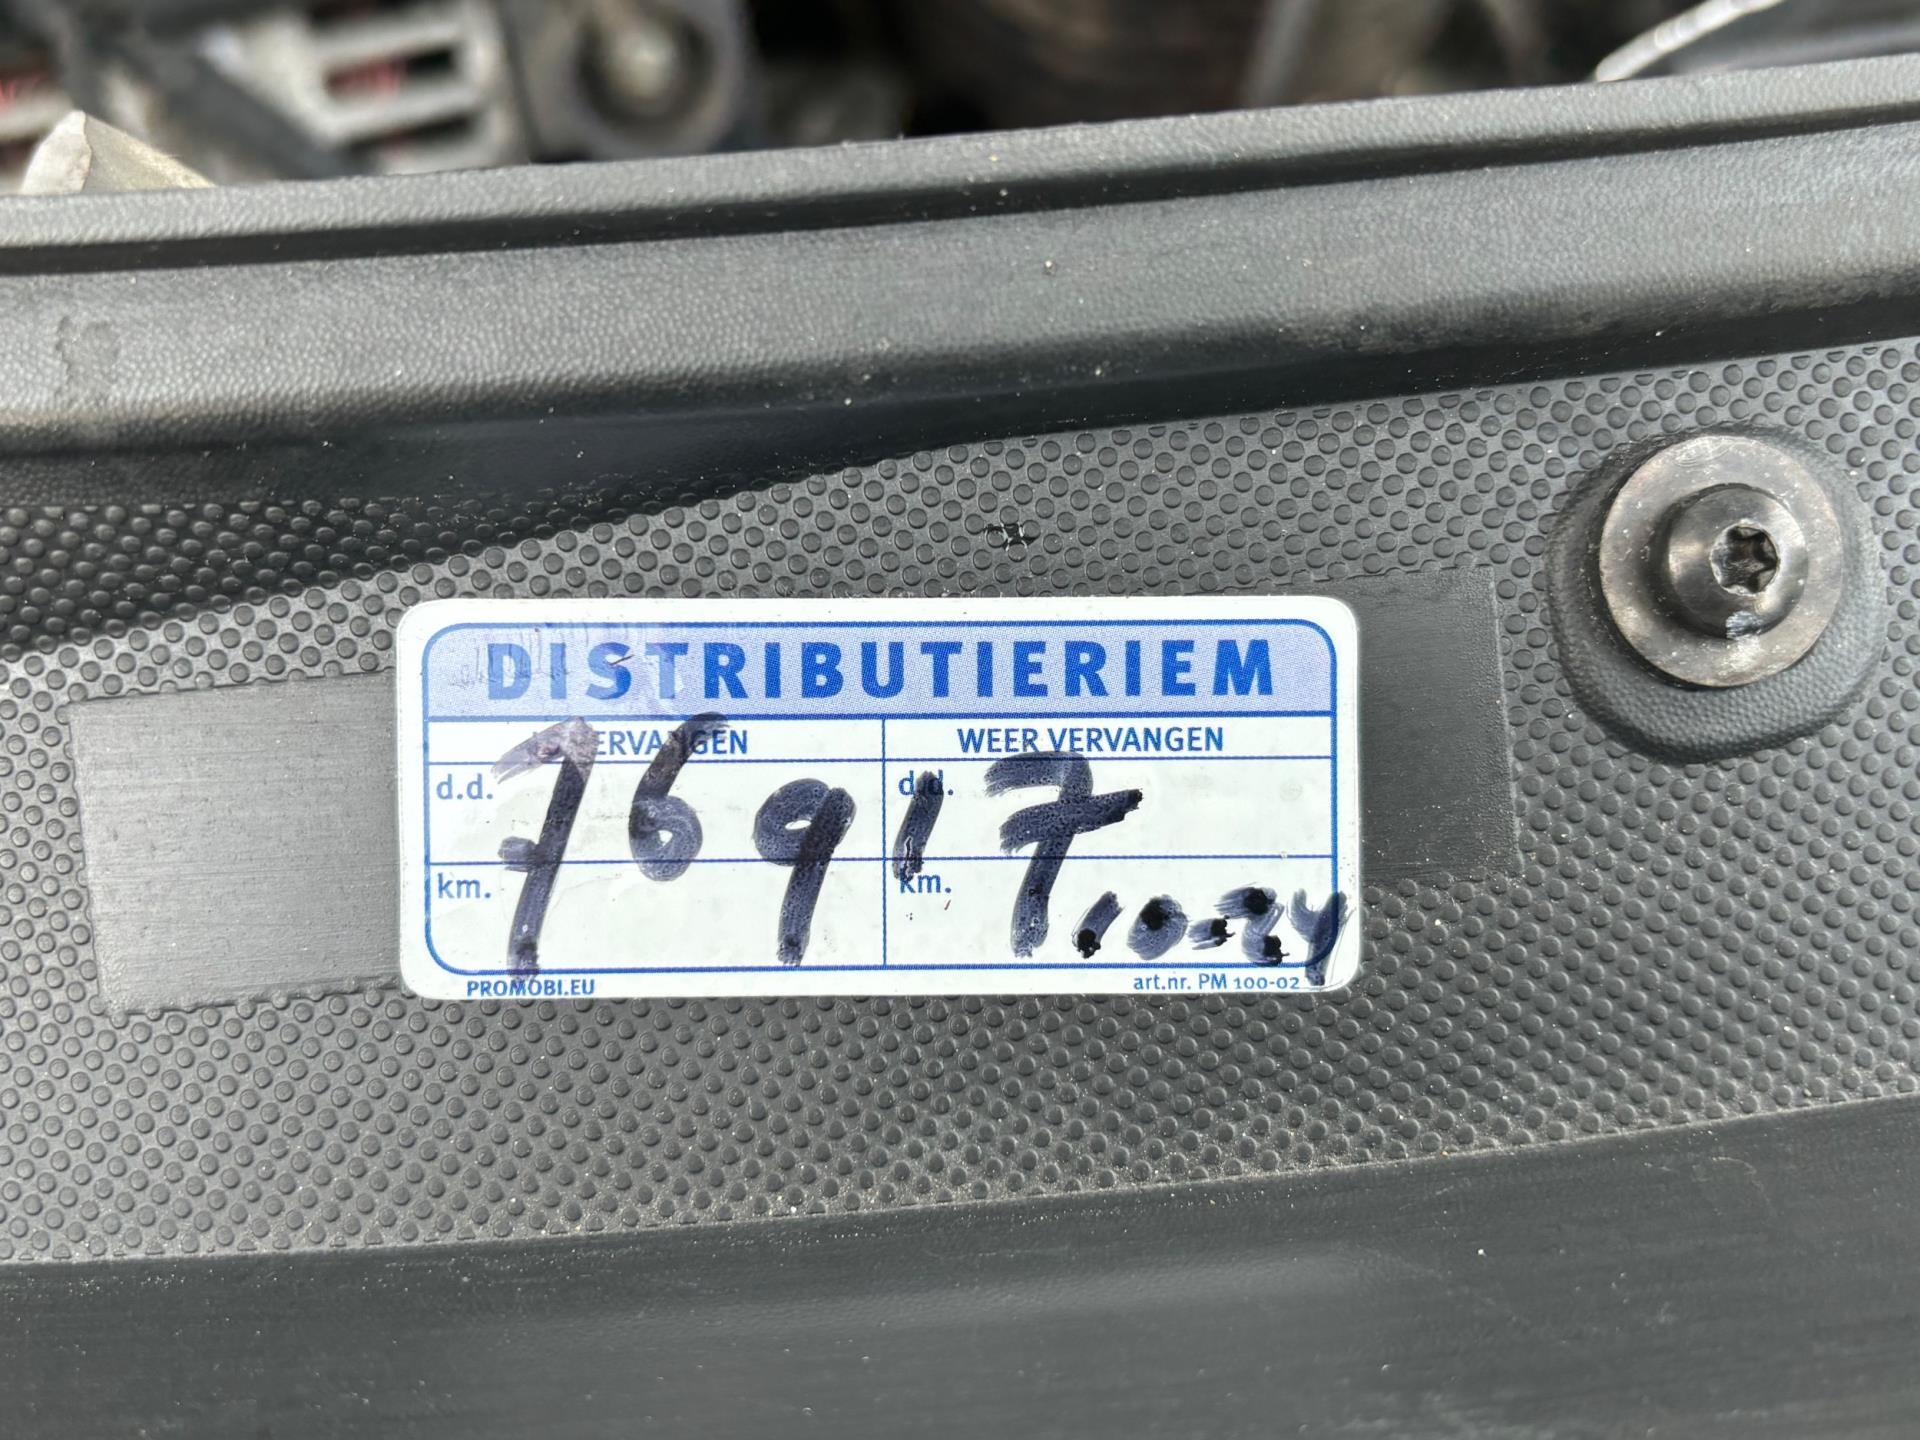 DISTRIBUTIERIEM
VERVANGEN WEER VERVANGEN
d.d. d.d.
76917
km. km.
10-24
PROMOBI.EU art.nr. PM 100-02